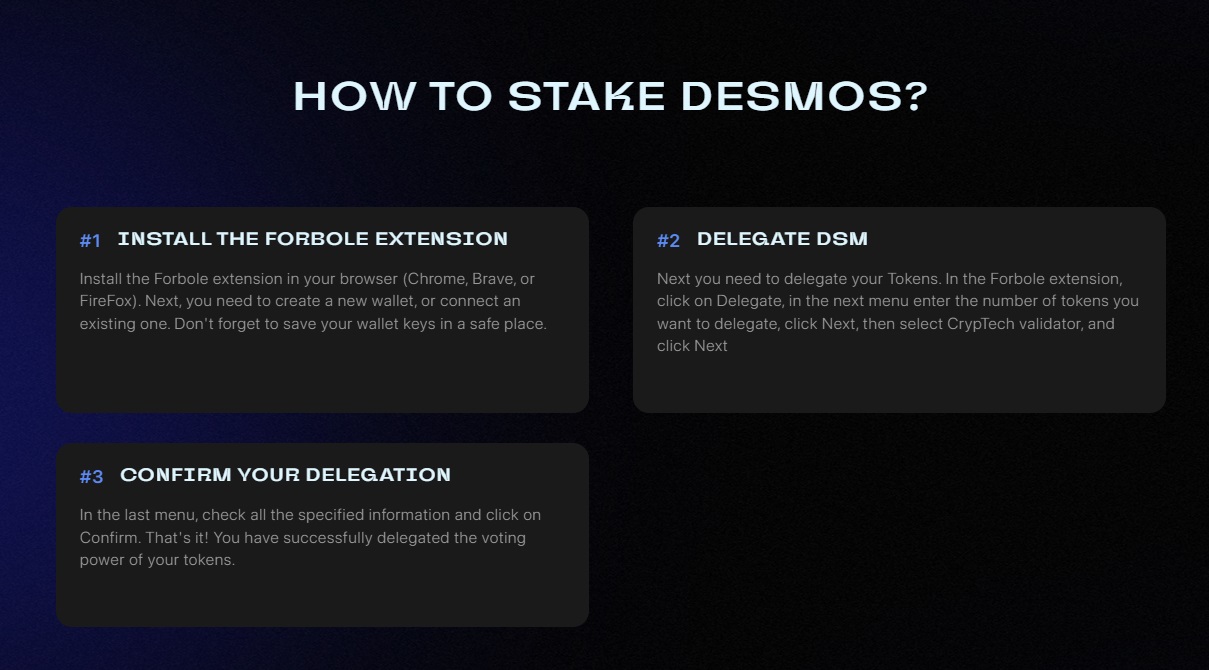 HOW TO STAKE DESMOS?
#1 INSTALL THE FORBOLE EXTENSION
Install the Forbole extension in your browser (Chrome, Brave, or
FireFox). Next, you need to create a new wallet, or connect an
existing one. Don't forget to save your wallet keys in a safe place.
#2 DELEGATE DSM
Next you need to delegate your Tokens. In the Forbole extension,
click on Delegate, in the next menu enter the number of tokens you
want to delegate, click Next, then select CrypTech validator, and
click Next
#3 CONFIRM YOUR DELEGATION
In the last menu, check all the specified information and click on
Confirm. That's it! You have successfully delegated the voting
power of your tokens.